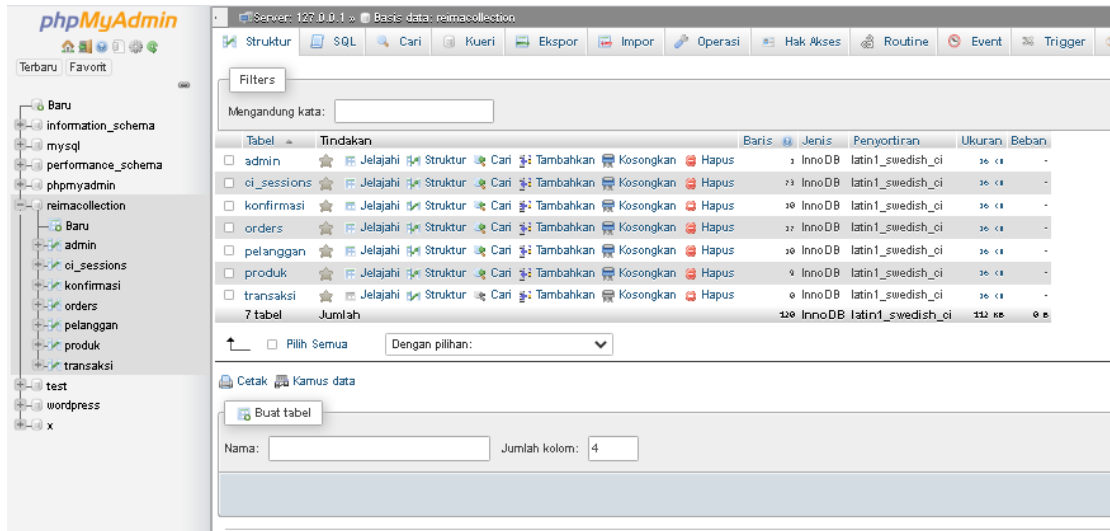 phpMyAdmin
Terbaru Favorit
Baru
information_schema
mysql
performance_schema
phpmyadmin
reimacollection
Baru
admin
ci_sessions
konfirmasi
orders
pelanggan
produk
transaksi
test
wordpress
x
Server: 127.0.0.1 » Basis data: reimacollection
Struktur SQL Cari Kueri Ekspor Impor Operasi Hak Akses Routine Event Trigger
Filters
Mengandung kata:
Tabel Tindakan Baris Jenis Penyortiran Ukuran Beban
admin Jelajahi Struktur Cari Tambahkan Kosongkan Hapus InnoDB latin1_swedish_ci -
ci_sessions Jelajahi Struktur Cari Tambahkan Kosongkan Hapus InnoDB latin1_swedish_ci -
konfirmasi Jelajahi Struktur Cari Tambahkan Kosongkan Hapus InnoDB latin1_swedish_ci -
orders Jelajahi Struktur Cari Tambahkan Kosongkan Hapus InnoDB latin1_swedish_ci -
pelanggan Jelajahi Struktur Cari Tambahkan Kosongkan Hapus InnoDB latin1_swedish_ci -
produk Jelajahi Struktur Cari Tambahkan Kosongkan Hapus InnoDB latin1_swedish_ci -
transaksi Jelajahi Struktur Cari Tambahkan Kosongkan Hapus 0 InnoDB latin1_swedish_ci -
7 tabel Jumlah 120 InnoDB latin1_swedish_ci 112 KB 0 B
Pilih Semua Dengan pilihan:
Cetak Kamus data
Buat tabel
Nama: Jumlah kolom: 4